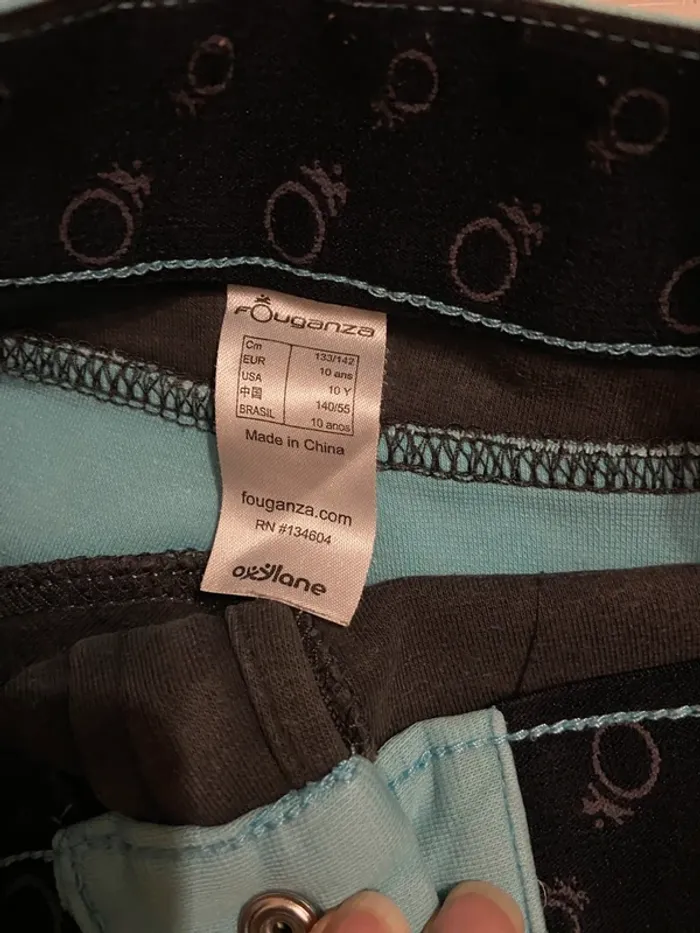 Fouganza
Cm 133/142
EUR 10 ans
USA 10 Y
中国 140/55
BRASIL 10 anos
Made in China
fouganza.com
RN #134604
oxylane